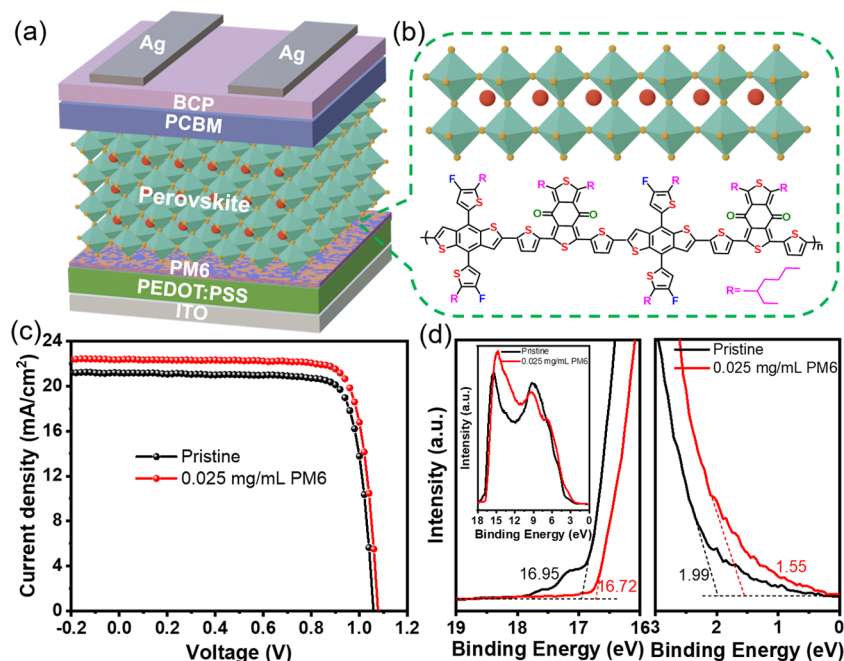 (a)
Ag
Ag
BCP
PCBM
Perovskite
PM6
PEDOT:PSS
ITO
(b)
F
R
R
S
R
S
O
O
S
S
S
S
S
S
R
F
F
R
R
S
R
S
O
O
S
S
S
S
S
S
R
F
n
R=
(c)
Current density (mA/cm²)
24
20
16
12
8
4
0
Pristine
0.025 mg/mL PM6
-0.2
0.0
0.2
0.4
0.6
0.8
1.0
1.2
Voltage (V)
(d)
Intensity (a.u.)
Intensity (a.u.)
Pristine
0.025 mg/mL PM6
18
15
12
9
6
3
0
Binding Energy (eV)
16.95
16.72
19
18
17
16
Binding Energy (eV)
Pristine
0.025 mg/mL PM6
1.99
1.55
3
2
1
0
Binding Energy (eV)